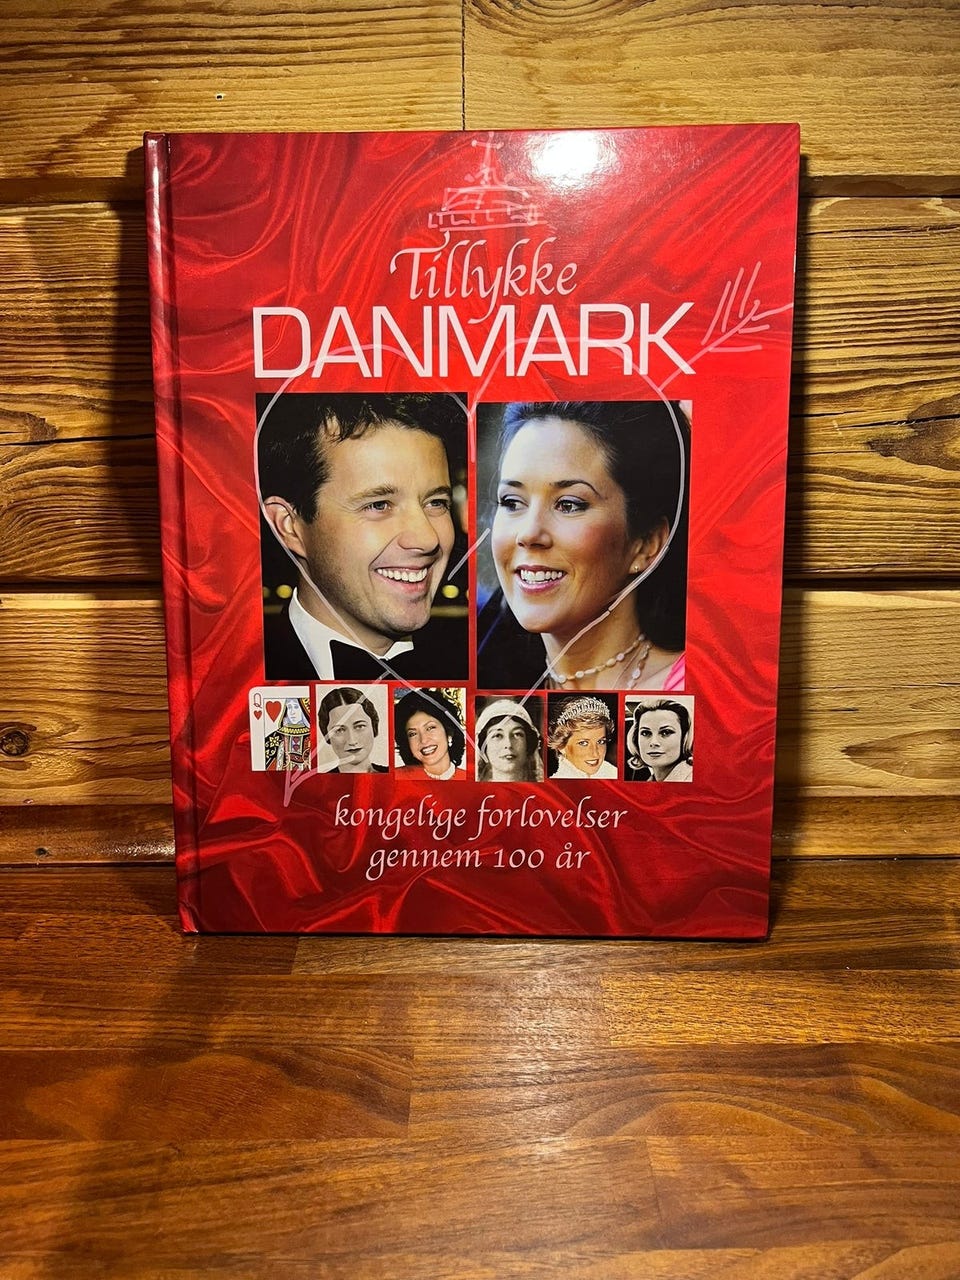 Tillykke
DANMARK
Q
kongelige forlovelser
gennem 100 år